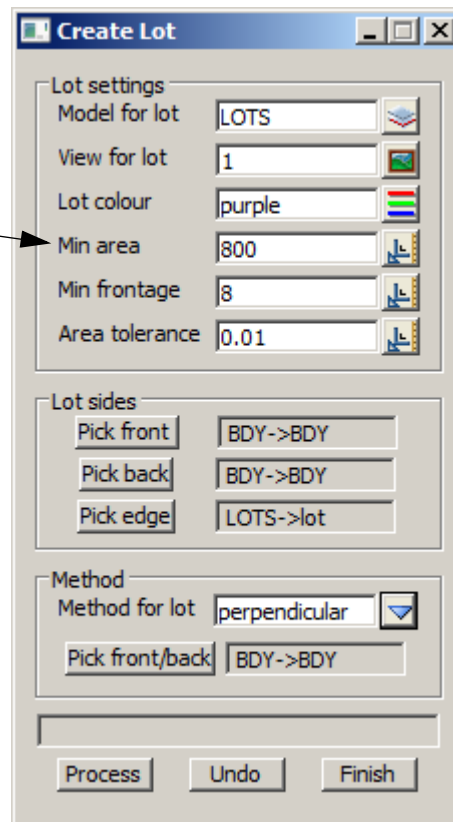 Create Lot
Lot settings
Model for lot LOTS
View for lot 1
Lot colour purple
Min area 800
Min frontage 8
Area tolerance 0.01
Lot sides
Pick front BDY->BDY
Pick back BDY->BDY
Pick edge LOTS->lot
Method
Method for lot perpendicular
Pick front/back BDY->BDY
Process Undo Finish